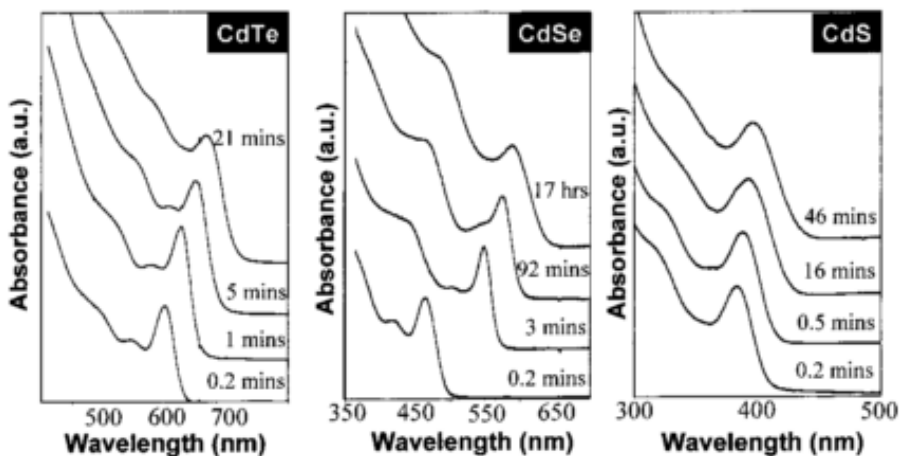 CdTe
21 mins
5 mins
1 mins
0.2 mins
500 600 700
Wavelength (nm)
Absorbance (a.u.)
CdSe
17 hrs
92 mins
3 mins
0.2 mins
350 450 550 650
Wavelength (nm)
Absorbance (a.u.)
CdS
46 mins
16 mins
0.5 mins
0.2 mins
300 400 500
Wavelength (nm)
Absorbance (a.u.)